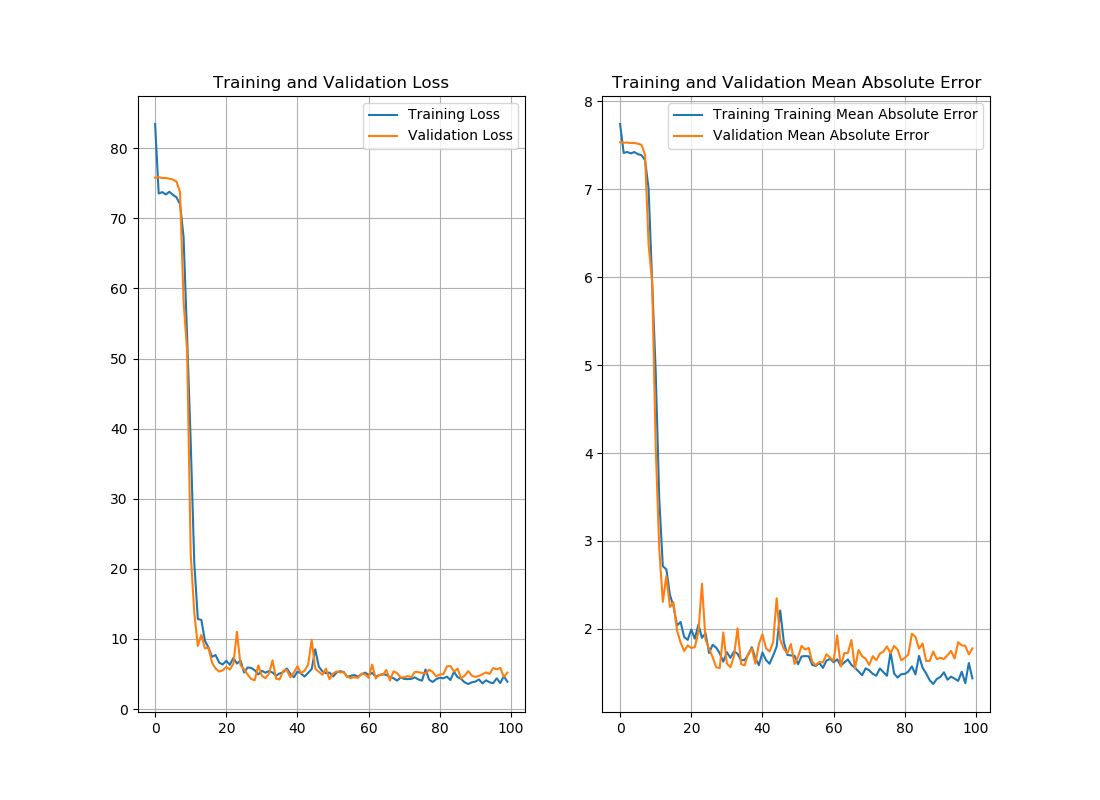 Training and Validation Loss
Training Loss
Validation Loss
80
70
60
50
40
30
20
10
0
0 20 40 60 80 100
Training and Validation Mean Absolute Error
Training Training Mean Absolute Error
Validation Mean Absolute Error
8
7
6
5
4
3
2
0 20 40 60 80 100